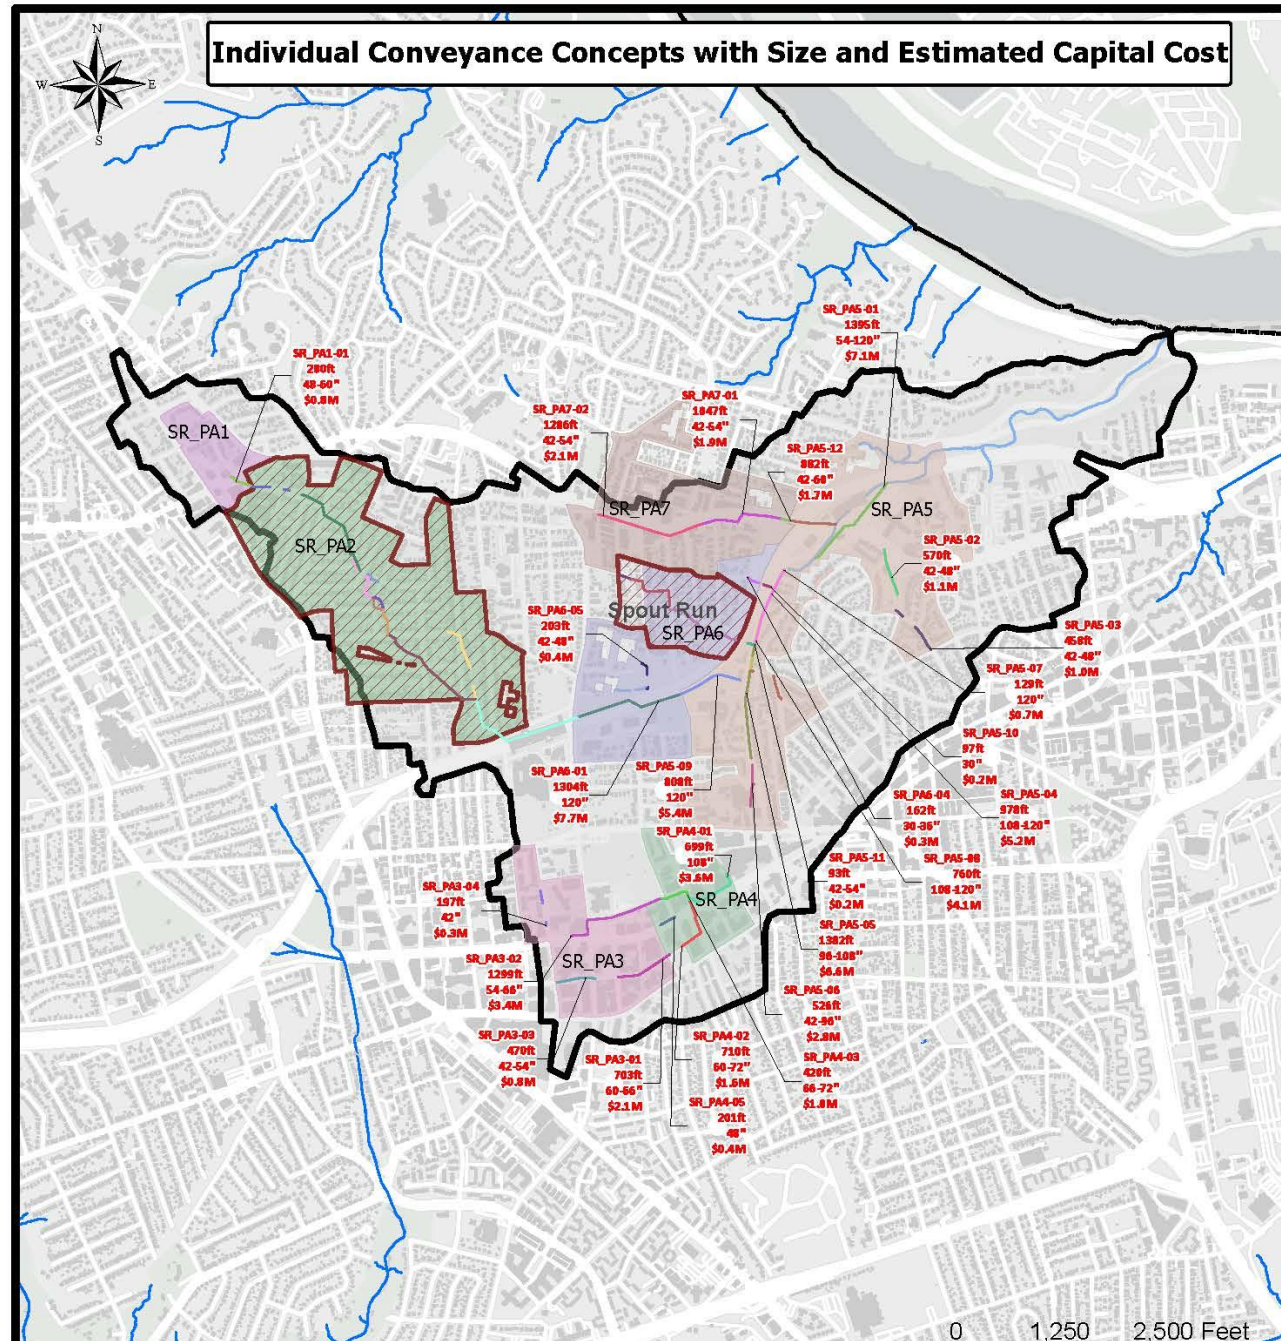 Individual Conveyance Concepts with Size and Estimated Capital Cost
N
W
E
S
SR_PA5-01
1395ft
54-120"
$7.1M
SR_PA1-01
280ft
48-60"
$0.8M
SR_PA7-01
1847ft
42-54"
$1.9M
SR_PA7-02
1286ft
42-54"
$2.1M
SR_PA1
SR_PA5-12
882ft
42-60"
$1.7M
SR_PA7
SR_PA5
SR_PA2
SR_PA5-02
570ft
42-48"
$1.1M
Spout Run
SR_PA6
SR_PA6-05
203ft
42-48"
$0.4M
SR_PA5-03
458ft
42-48"
$1.0M
SR_PA5-07
129ft
120"
$0.7M
SR_PA5-10
97ft
30"
$0.2M
SR_PA6-01
1304ft
120"
$7.7M
SR_PA5-09
808ft
120"
$5.4M
SR_PA6-04
162ft
30-36"
$0.3M
SR_PA5-04
978ft
108-120"
$5.2M
SR_PA4-01
699ft
108"
$3.6M
SR_PA5-11
93ft
42-54"
$0.2M
SR_PA5-08
760ft
108-120"
$4.1M
SR_PA3-04
197ft
42"
$0.3M
SR_PA4
SR_PA5-05
1382ft
96-108"
$6.6M
SR_PA3-02
1299ft
54-66"
$3.4M
SR_PA3
SR_PA5-06
526ft
42-96"
$2.8M
SR_PA3-03
470ft
42-54"
$0.8M
SR_PA3-01
703ft
60-66"
$2.1M
SR_PA4-02
710ft
60-72"
$1.6M
SR_PA4-03
420ft
66-72"
$1.8M
SR_PA4-05
201ft
48"
$0.4M
0 1,250 2,500 Feet